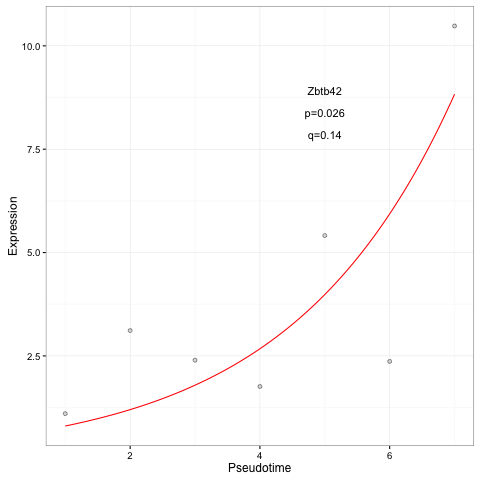 10.0
Zbtb42
p=0.026
q=0.14
7.5
Expression
5.0
2.5
2 4 6
Pseudotime